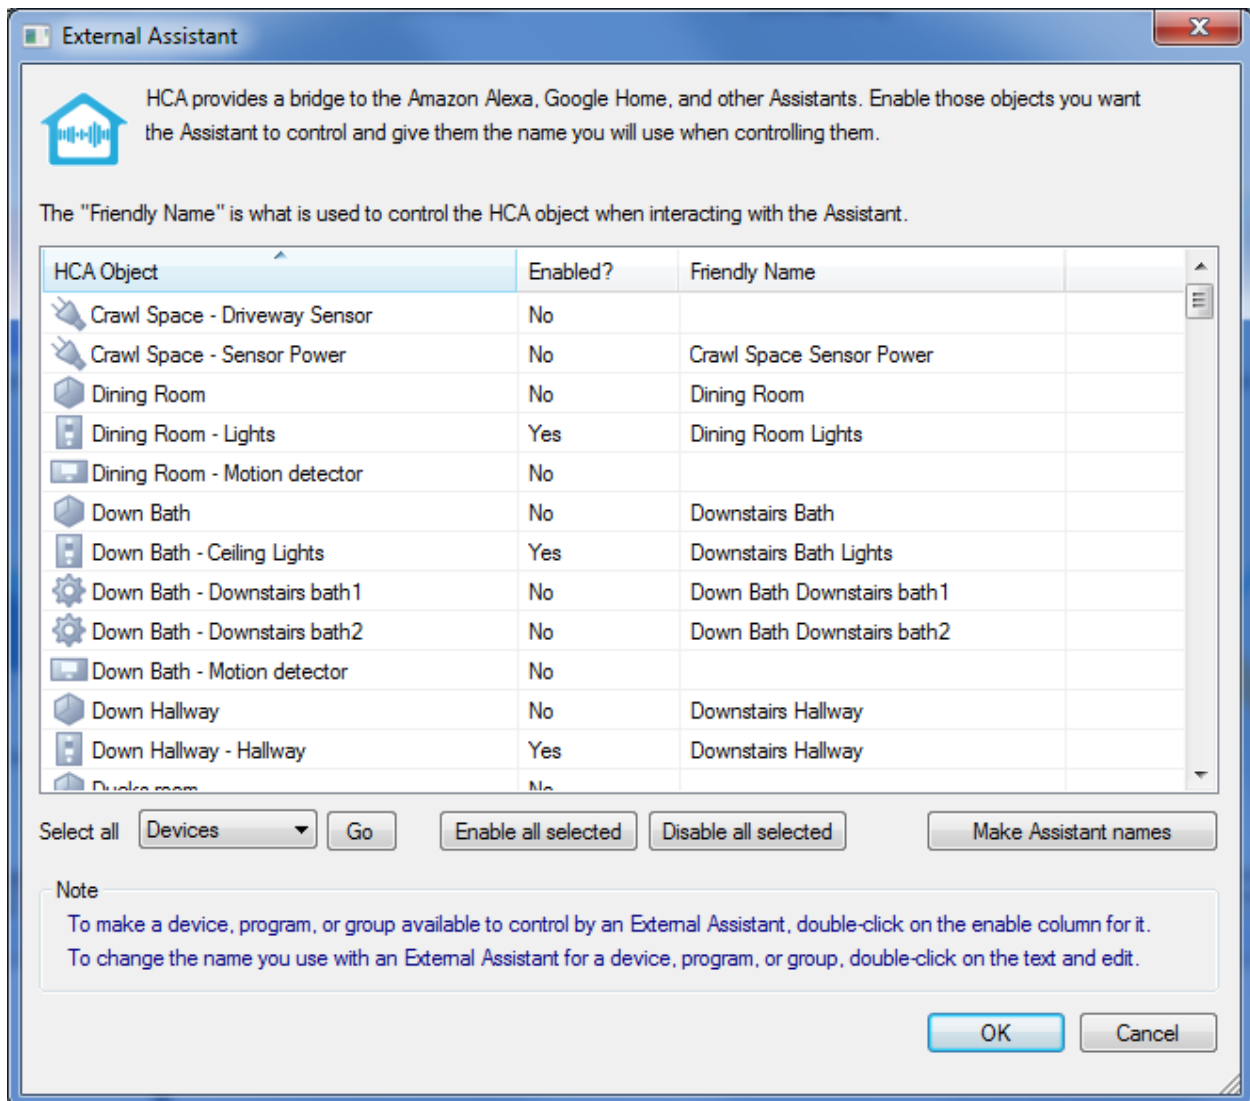 External Assistant
HCA provides a bridge to the Amazon Alexa, Google Home, and other Assistants. Enable those objects you want
the Assistant to control and give them the name you will use when controlling them.
The "Friendly Name" is what is used to control the HCA object when interacting with the Assistant.
HCA Object Enabled? Friendly Name
Crawl Space - Driveway Sensor No
Crawl Space - Sensor Power No Crawl Space Sensor Power
Dining Room No Dining Room
Dining Room - Lights Yes Dining Room Lights
Dining Room - Motion detector No
Down Bath No Downstairs Bath
Down Bath - Ceiling Lights Yes Downstairs Bath Lights
Down Bath - Downstairs bath1 No Down Bath Downstairs bath1
Down Bath - Downstairs bath2 No Down Bath Downstairs bath2
Down Bath - Motion detector No
Down Hallway No Downstairs Hallway
Down Hallway - Hallway Yes Downstairs Hallway
No
Select all Devices Go Enable all selected Disable all selected Make Assistant names
Note
To make a device, program, or group available to control by an External Assistant, double-click on the enable column for it.
To change the name you use with an External Assistant for a device, program, or group, double-click on the text and edit.
OK Cancel